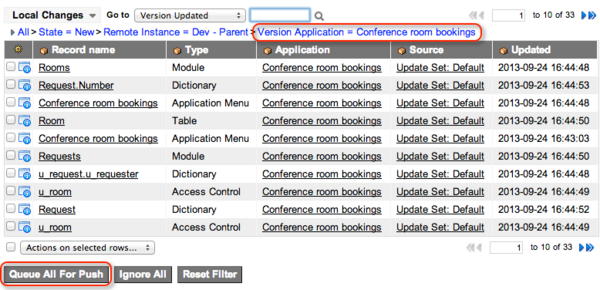 Local Changes Go to Version Updated 1 to 10 of 33
All > State = New > Remote Instance = Dev - Parent > Version Application = Conference room bookings
Record name Type Application Source Updated
Rooms Module Conference room bookings Update Set: Default 2013-09-24 16:44:48
Request.Number Dictionary Conference room bookings Update Set: Default 2013-09-24 16:44:53
Conference room bookings Application Menu Conference room bookings Update Set: Default 2013-09-24 16:44:48
Room Table Conference room bookings Update Set: Default 2013-09-24 16:44:50
Conference room bookings Application Menu Conference room bookings Update Set: Default 2013-09-24 16:43:03
Requests Module Conference room bookings Update Set: Default 2013-09-24 16:44:50
u_request.u_requester Dictionary Conference room bookings Update Set: Default 2013-09-24 16:44:48
u_room Access Control Conference room bookings Update Set: Default 2013-09-24 16:44:49
Request Dictionary Conference room bookings Update Set: Default 2013-09-24 16:44:52
u_room Access Control Conference room bookings Update Set: Default 2013-09-24 16:44:49
Actions on selected rows... 1 to 10 of 33
Queue All For Push Ignore All Reset Filter